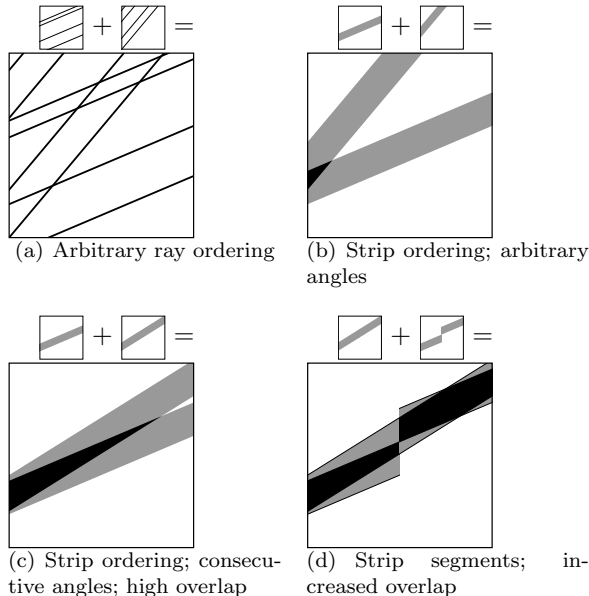 + =
+ =
(a) Arbitrary ray ordering
(b) Strip ordering; arbitrary
angles
+ =
+ =
(c) Strip ordering; consecu-
tive angles; high overlap
(d) Strip segments; in-
creased overlap